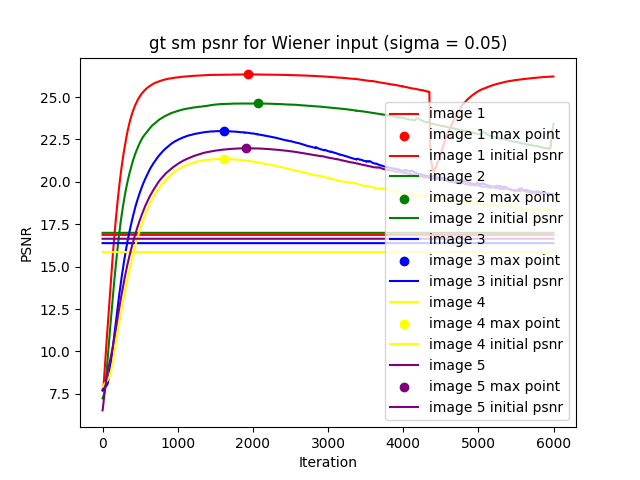 gt sm psnr for Wiener input (sigma = 0.05)
PSNR
25.0
22.5
20.0
17.5
15.0
12.5
10.0
7.5
image 1
image 1 max point
image 1 initial psnr
image 2
image 2 max point
image 2 initial psnr
image 3
image 3 max point
image 3 initial psnr
image 4
image 4 max point
image 4 initial psnr
image 5
image 5 max point
image 5 initial psnr
0 1000 2000 3000 4000 5000 6000
Iteration